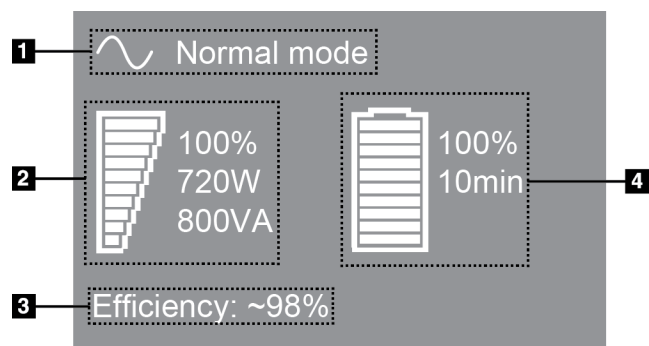 1
Normal mode
2
100%
720W
800VA
100%
10min
4
3
Efficiency: ~98%